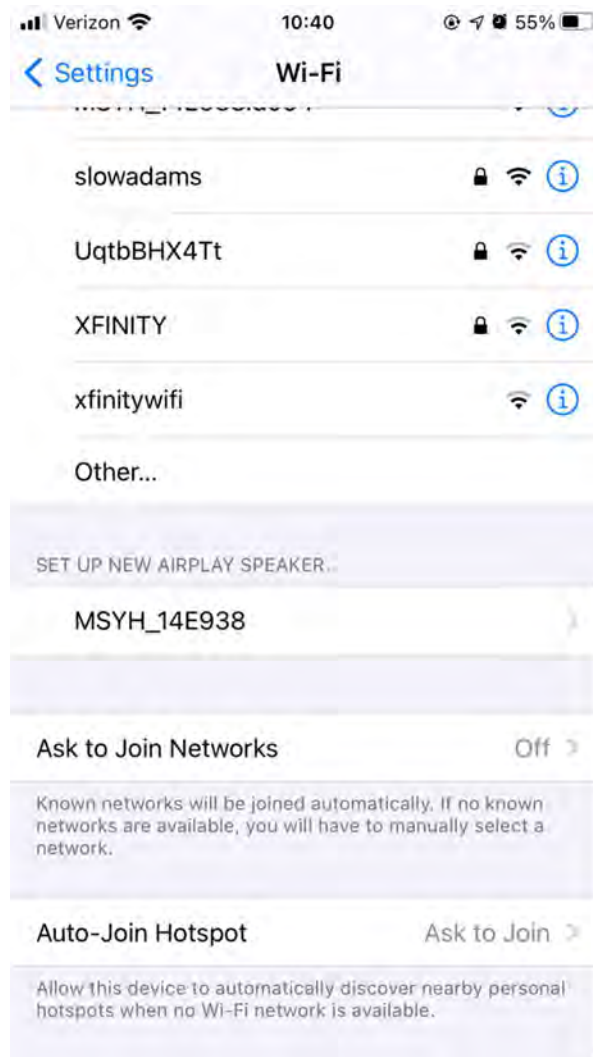 Verizon 10:40 55%
Settings Wi-Fi
slowadams
UqtbBHX4Tt
XFINITY
xfinitywifi
Other...
SET UP NEW AIRPLAY SPEAKER...
MSYH_14E938
Ask to Join Networks Off
Known networks will be joined automatically. If no known
networks are available, you will have to manually select a
network.
Auto-Join Hotspot Ask to Join
Allow this device to automatically discover nearby personal
hotspots when no Wi-Fi network is available.